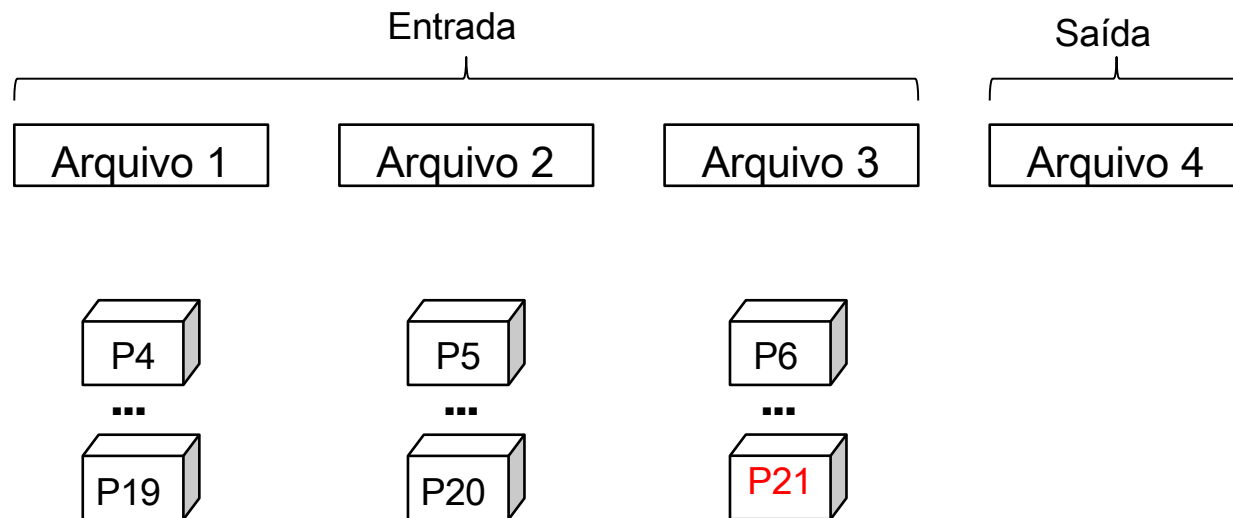 Entrada
Saída
Arquivo 1
Arquivo 2
Arquivo 3
Arquivo 4
P4
P5
P6
...
...
...
P19
P20
P21